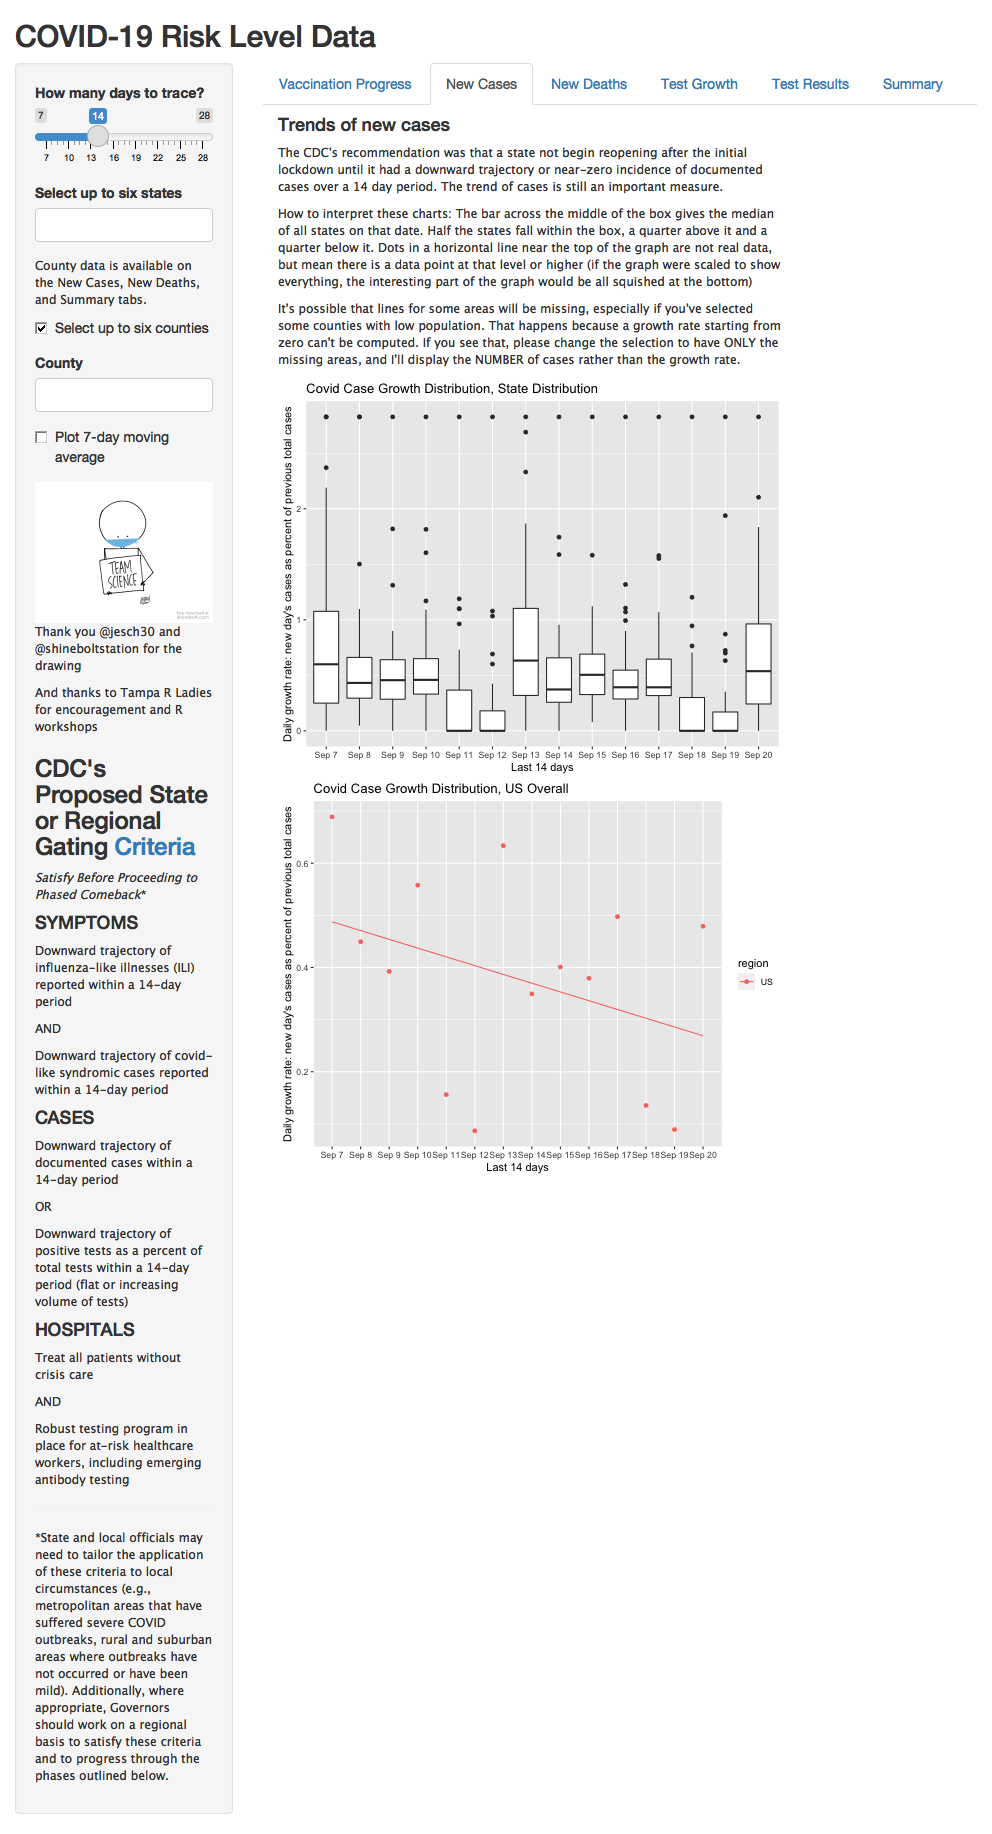 COVID-19 Risk Level Data
How many days to trace?
7 14 28
7 10 13 16 19 22 25 28
Select up to six states
County data is available on
the New Cases, New Deaths,
and Summary tabs.
Select up to six counties
County
Plot 7-day moving
average
TEAM
SCIENCE
Thank you @jesch30 and
@shineboltstation for the
drawing
And thanks to Tampa R Ladies
for encouragement and R
workshops
CDC's
Proposed State
or Regional
Gating Criteria
Satisfy Before Proceeding to
Phased Comeback*
SYMPTOMS
Downward trajectory of
influenza-like illnesses (ILI)
reported within a 14-day
period
AND
Downward trajectory of covid-
like syndromic cases reported
within a 14-day period
CASES
Downward trajectory of
documented cases within a
14-day period
OR
Downward trajectory of
positive tests as a percent of
total tests within a 14-day
period (flat or increasing
volume of tests)
HOSPITALS
Treat all patients without
crisis care
AND
Robust testing program in
place for at-risk healthcare
workers, including emerging
antibody testing
*State and local officials may
need to tailor the application
of these criteria to local
circumstances (e.g.,
metropolitan areas that have
suffered severe COVID
outbreaks, rural and suburban
areas where outbreaks have
not occurred or have been
mild). Additionally, where
appropriate, Governors
should work on a regional
basis to satisfy these criteria
and to progress through the
phases outlined below.
Vaccination Progress New Cases New Deaths Test Growth Test Results Summary
Trends of new cases
The CDC's recommendation was that a state not begin reopening after the initial
lockdown until it had a downward trajectory or near-zero incidence of documented
cases over a 14 day period. The trend of cases is still an important measure.
How to interpret these charts: The bar across the middle of the box gives the median
of all states on that date. Half the states fall within the box, a quarter above it and a
quarter below it. Dots in a horizontal line near the top of the graph are not real data,
but mean there is a data point at that level or higher (if the graph were scaled to show
everything, the interesting part of the graph would be all squished at the bottom)
It's possible that lines for some areas will be missing, especially if you've selected
some counties with low population. That happens because a growth rate starting from
zero can't be computed. If you see that, please change the selection to have ONLY the
missing areas, and I'll display the NUMBER of cases rather than the growth rate.
Covid Case Growth Distribution, State Distribution
Daily growth rate: new day's cases as percent of previous total cases
2
1
0
Sep 7 Sep 8 Sep 9 Sep 10 Sep 11 Sep 12 Sep 13 Sep 14 Sep 15 Sep 16 Sep 17 Sep 18 Sep 19 Sep 20
Last 14 days
Covid Case Growth Distribution, US Overall
Daily growth rate: new day's cases as percent of previous total cases
0.6
0.4
0.2
region
US
Sep 7 Sep 8 Sep 9 Sep 10 Sep 11 Sep 12 Sep 13 Sep 14 Sep 15 Sep 16 Sep 17 Sep 18 Sep 19 Sep 20
Last 14 days